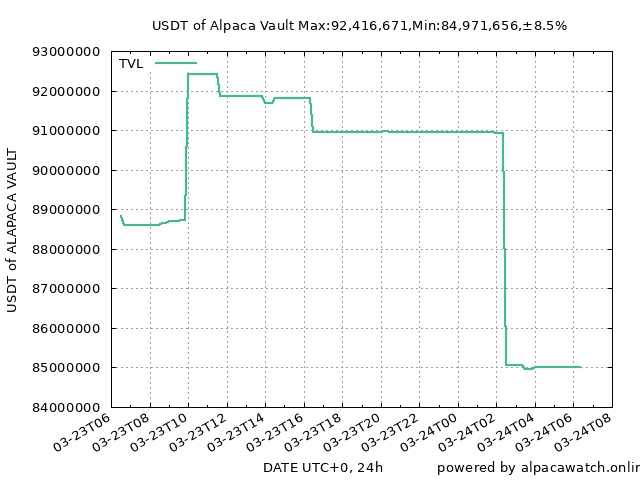 USDT of Alpaca Vault Max:92,416,671,Min:84,971,656,±8.5%
93000000
TVL
92000000
91000000
90000000
89000000
88000000
87000000
86000000
85000000
84000000
USDT of ALAPACA VAULT
03-23T06
03-23T08
03-23T10
03-23T12
03-23T14
03-23T16
03-23T18
03-23T20
03-23T22
03-24T00
03-24T02
03-24T04
03-24T06
03-24T08
DATE UTC+0, 24h
powered by alpacawatch.onlin